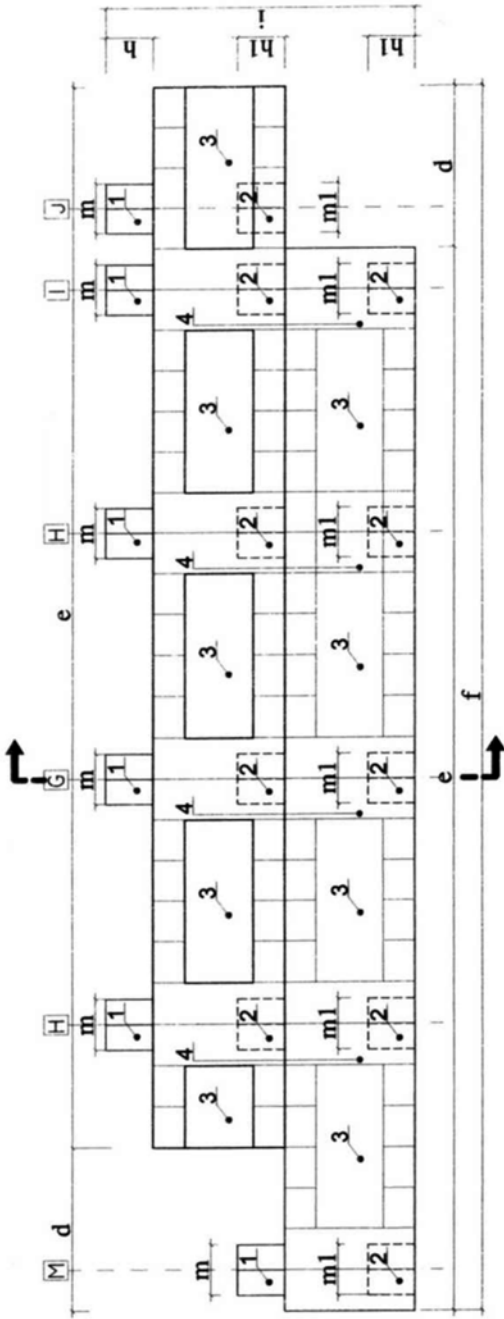 M H G H I J
d e
m m m m m
1 1 1 1 1 h
4 4 4 4
m 3 3 3 3 3
1 2 2 2 2 2 h1 i
m1 m1 m1 m1 m1 m1
3 3 3 3
2 2 2 2 2 h1
e d
f